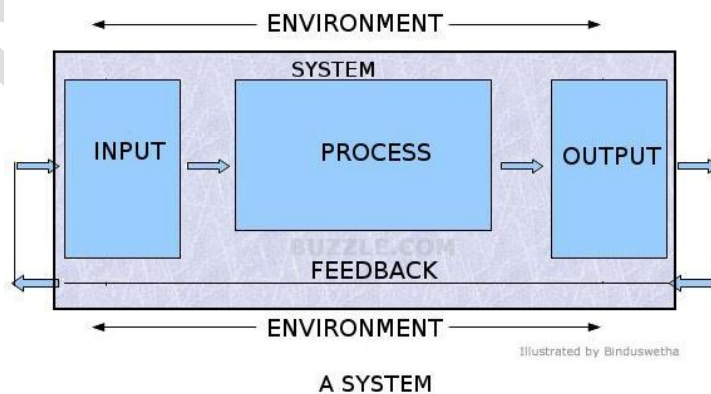 ENVIRONMENT
SYSTEM
INPUT
PROCESS
OUTPUT
BUZZLE.COM
FEEDBACK
ENVIRONMENT
Illustrated by Binduswetha
A SYSTEM